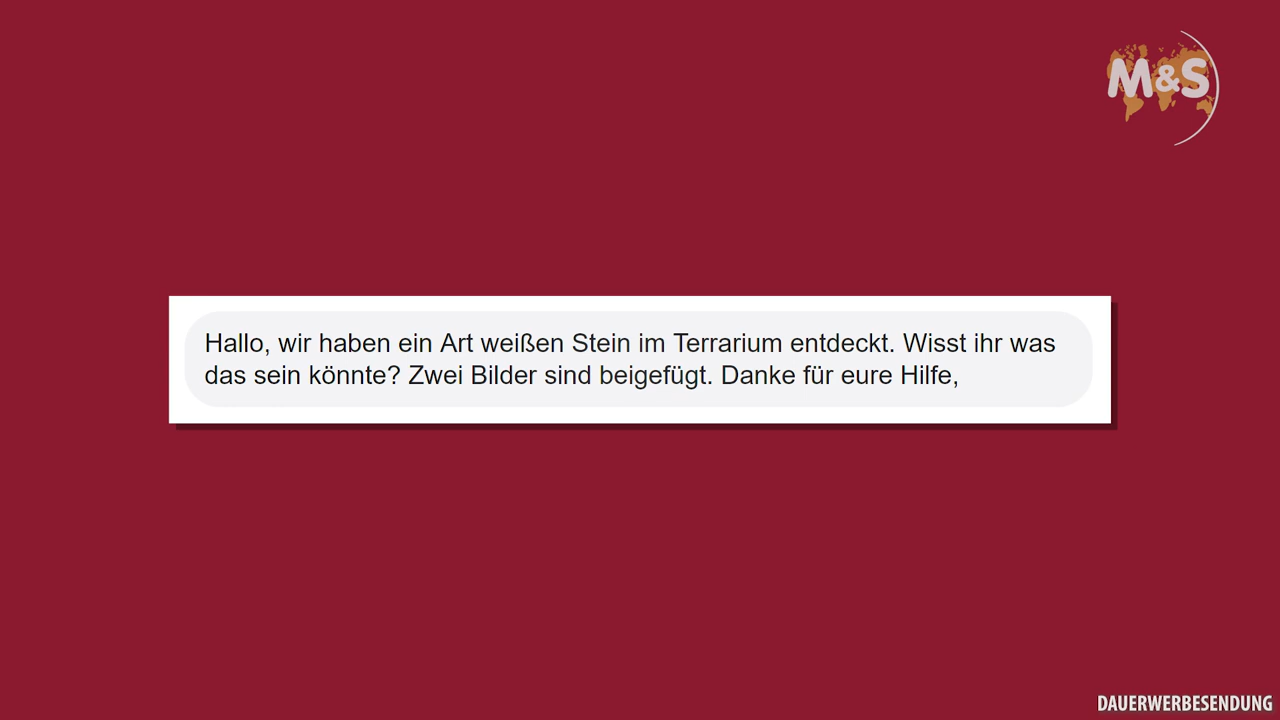 M&S
Hallo, wir haben ein Art weißen Stein im Terrarium entdeckt. Wisst ihr was
das sein könnte? Zwei Bilder sind beigefügt. Danke für eure Hilfe,
DAUERWERBESENDUNG